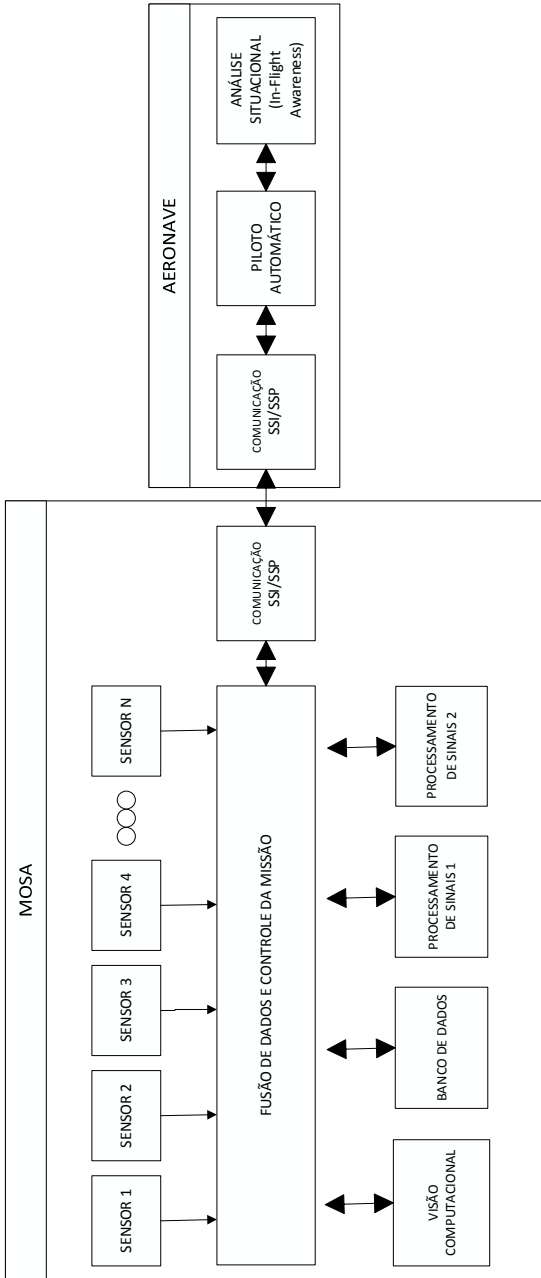 MOSA
SENSOR 1
SENSOR 2
SENSOR 3
SENSOR 4
SENSOR N
FUSÃO DE DADOS E CONTROLE DA MISSÃO
VISÃO
COMPUTACIONAL
BANCO DE DADOS
PROCESSAMENTO
DE SINAIS 1
PROCESSAMENTO
DE SINAIS 2
COMUNICAÇÃO
SSI/SSP
AERONAVE
COMUNICAÇÃO
SSI/SSP
PILOTO
AUTOMÁTICO
ANÁLISE
SITUACIONAL
(In-Flight
Awareness)